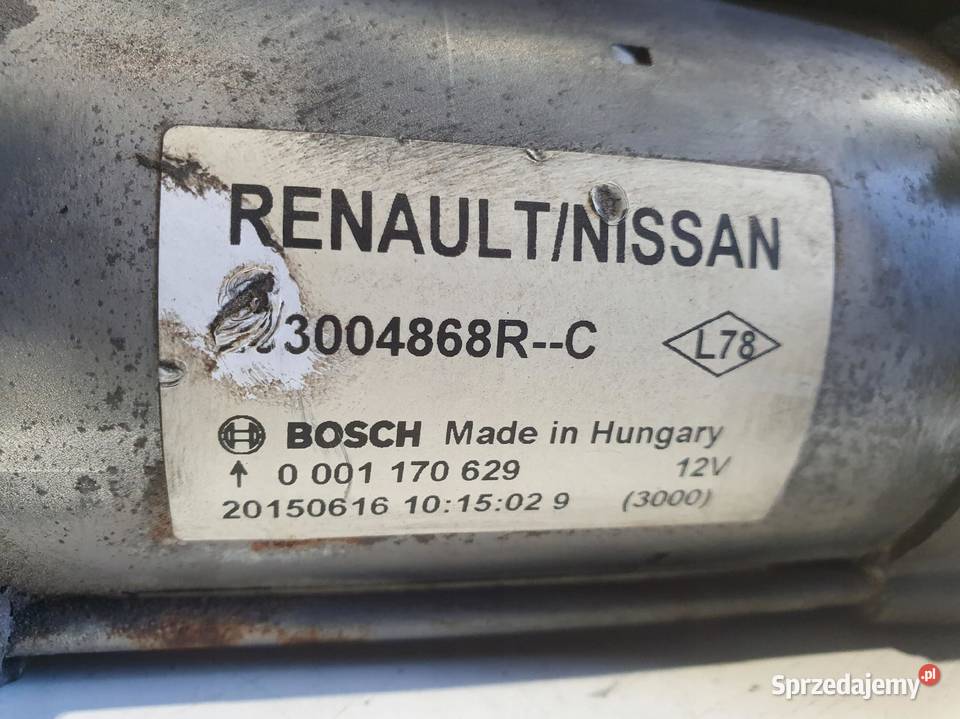 RENAULT/NISSAN
3004868R--C
L78
BOSCH Made in Hungary
0 001 170 629 12V
20150616 10:15:02 9 (3000)
Sprzedajemy.pl